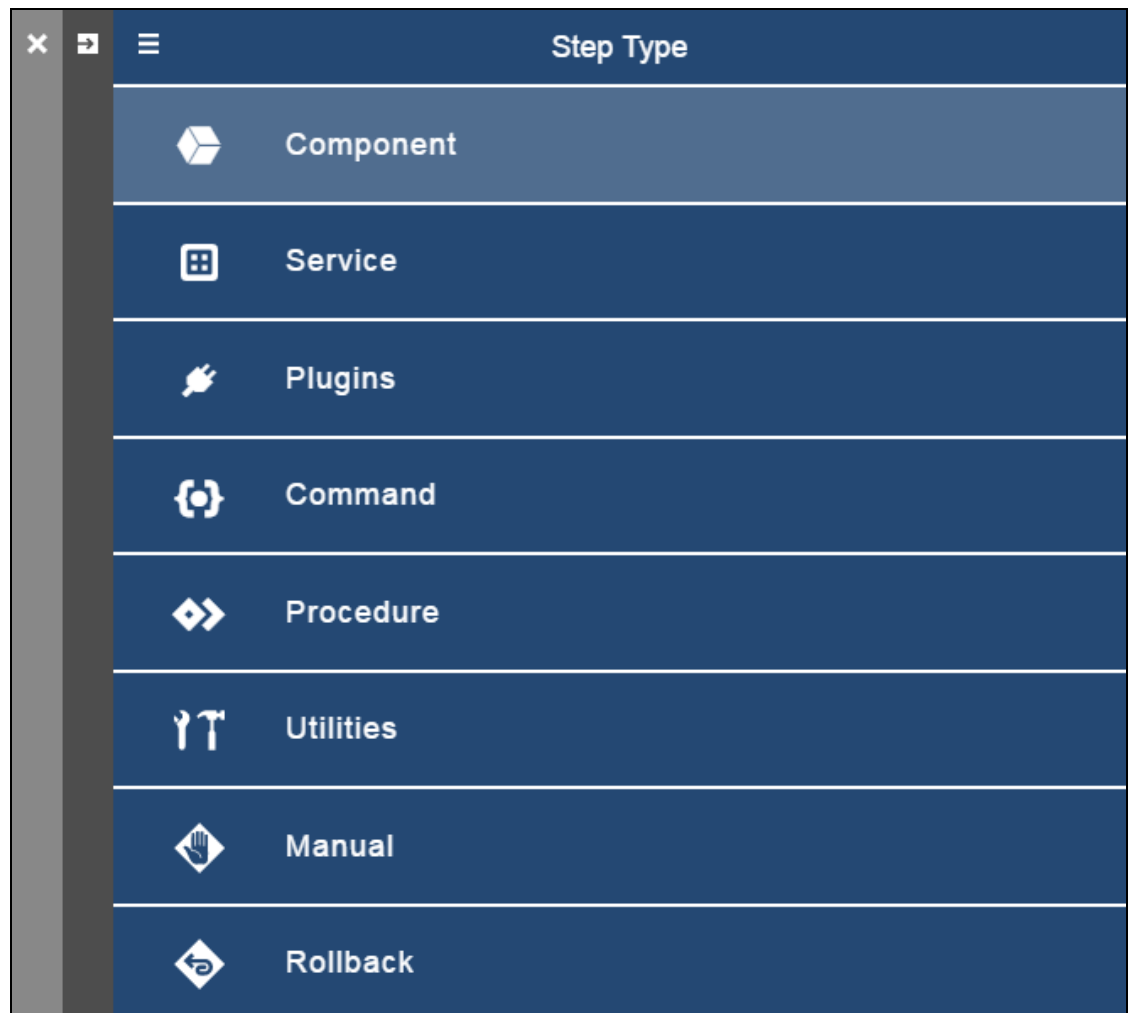 Step Type
Component
Service
Plugins
Command
Procedure
Utilities
Manual
Rollback